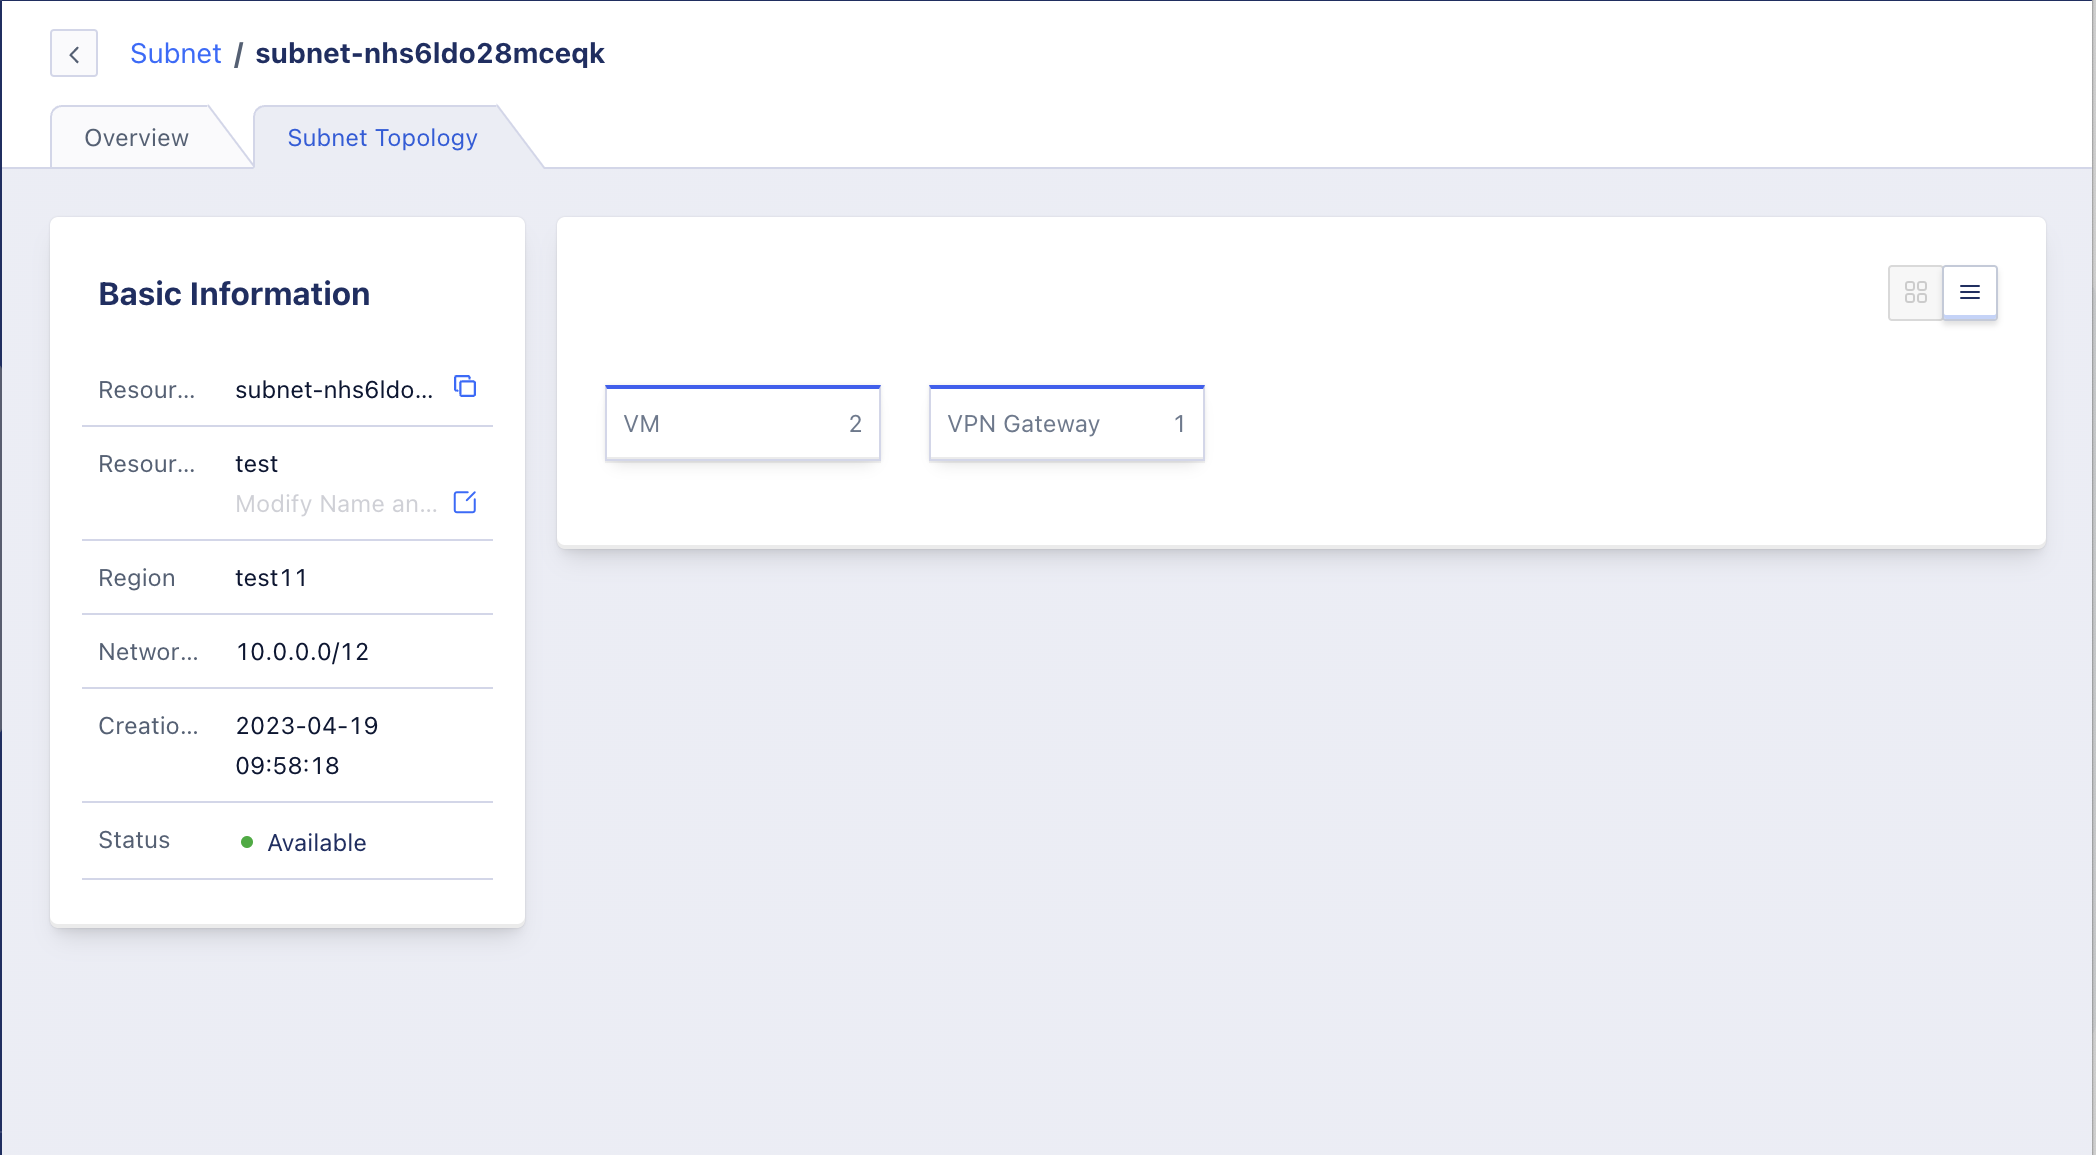 Subnet / subnet-nhs6ldo28mceqk
Overview
Subnet Topology
Basic Information
Resour... subnet-nhs6ldo...
Resour... test
Modify Name an...
Region test11
Networ... 10.0.0.0/12
Creatio... 2023-04-19
09:58:18
Status Available
VM 2
VPN Gateway 1